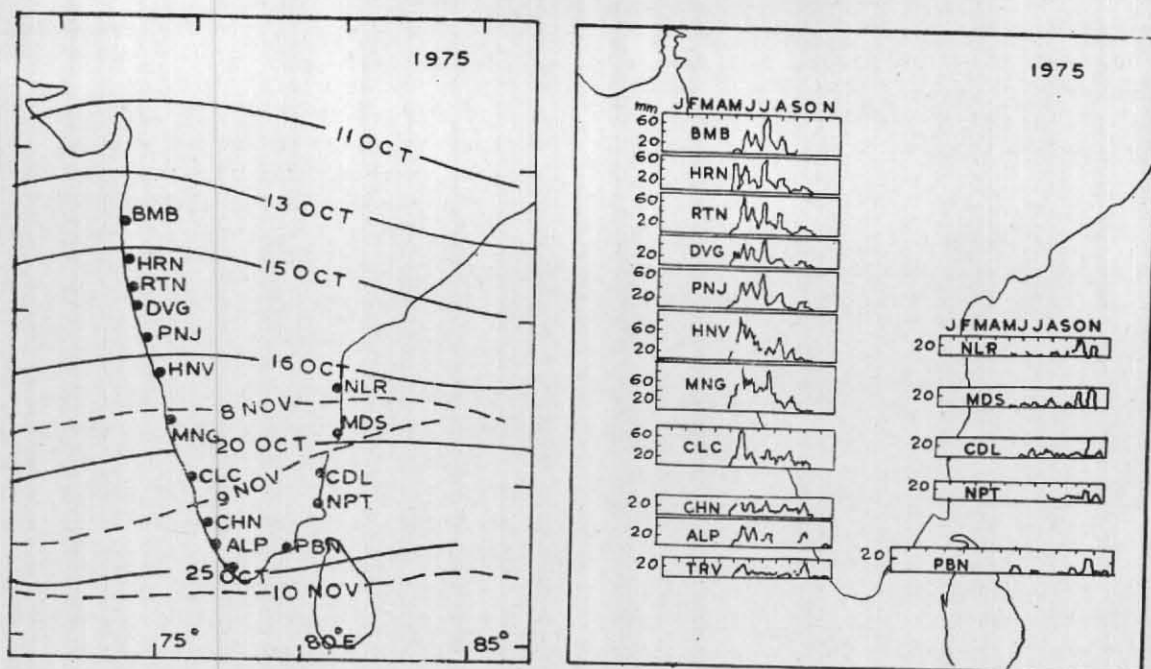 1975
11 OCT
13 OCT
BMB
15 OCT
HRN
RTN
DVG
PNJ
16 OCT
HNV
NLR
8 NOV
MNG
MDS
20 OCT
CLC
CDL
9 NOV
NPT
CHN
ALP
PBN
25 OCT
10 NOV
75°
80°E
85°
1975
mm J F M A M J J A S O N
60
20
BMB
60
20
HRN
60
20
RTN
20
DVG
60
20
PNJ
60
20
HNV
60
20
MNG
60
20
CLC
20
CHN
20
ALP
20
TRV
J F M A M J J A S O N
20
NLR
20
MDS
20
CDL
20
NPT
20
PBN